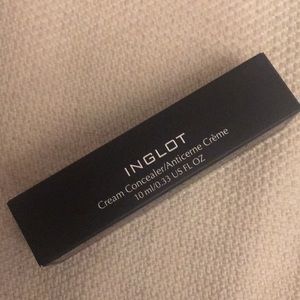 INGLOT
Cream Concealer/Anticerne Crème
10 ml/0.33 US FL OZ